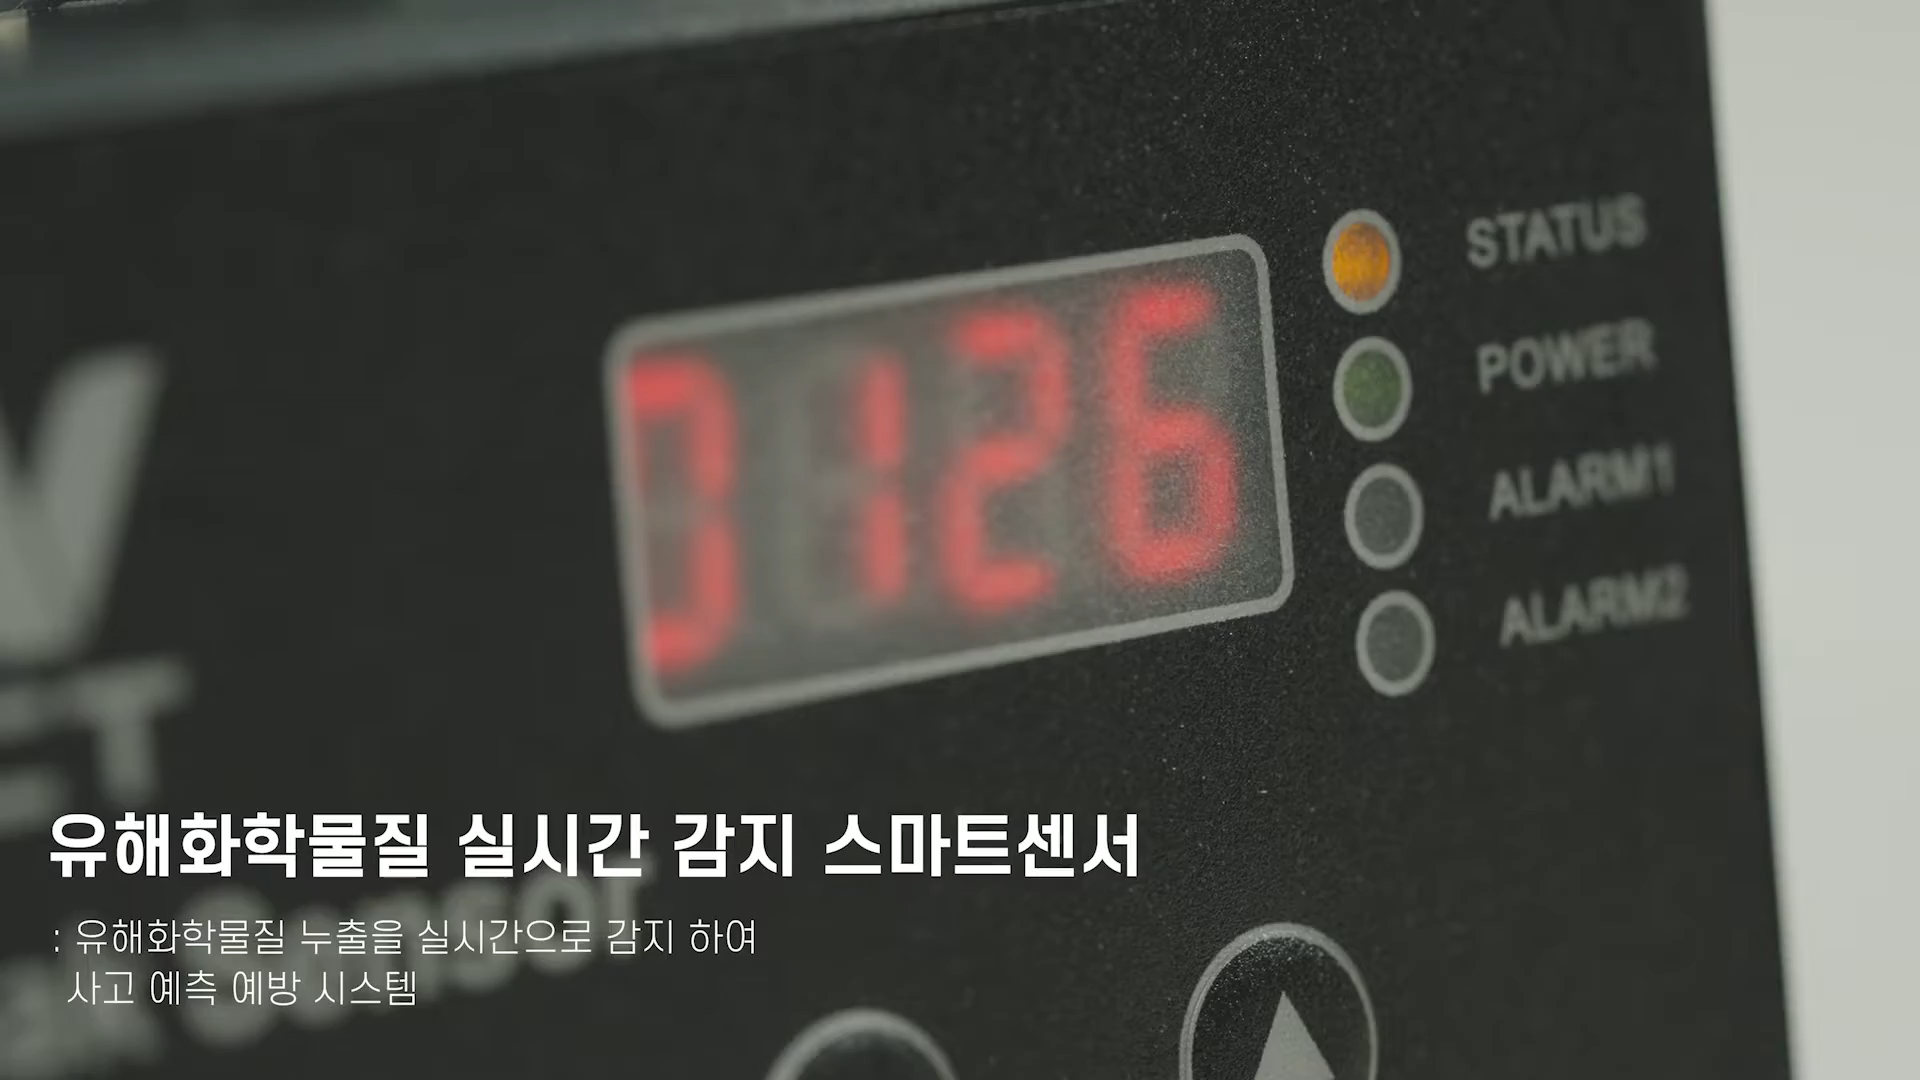 0126
STATUS
POWER
ALARM1
ALARM2
유해화학물질 실시간 감지 스마트센서
: 유해화학물질 누출을 실시간으로 감지 하여
사고 예측 예방 시스템
Sensor